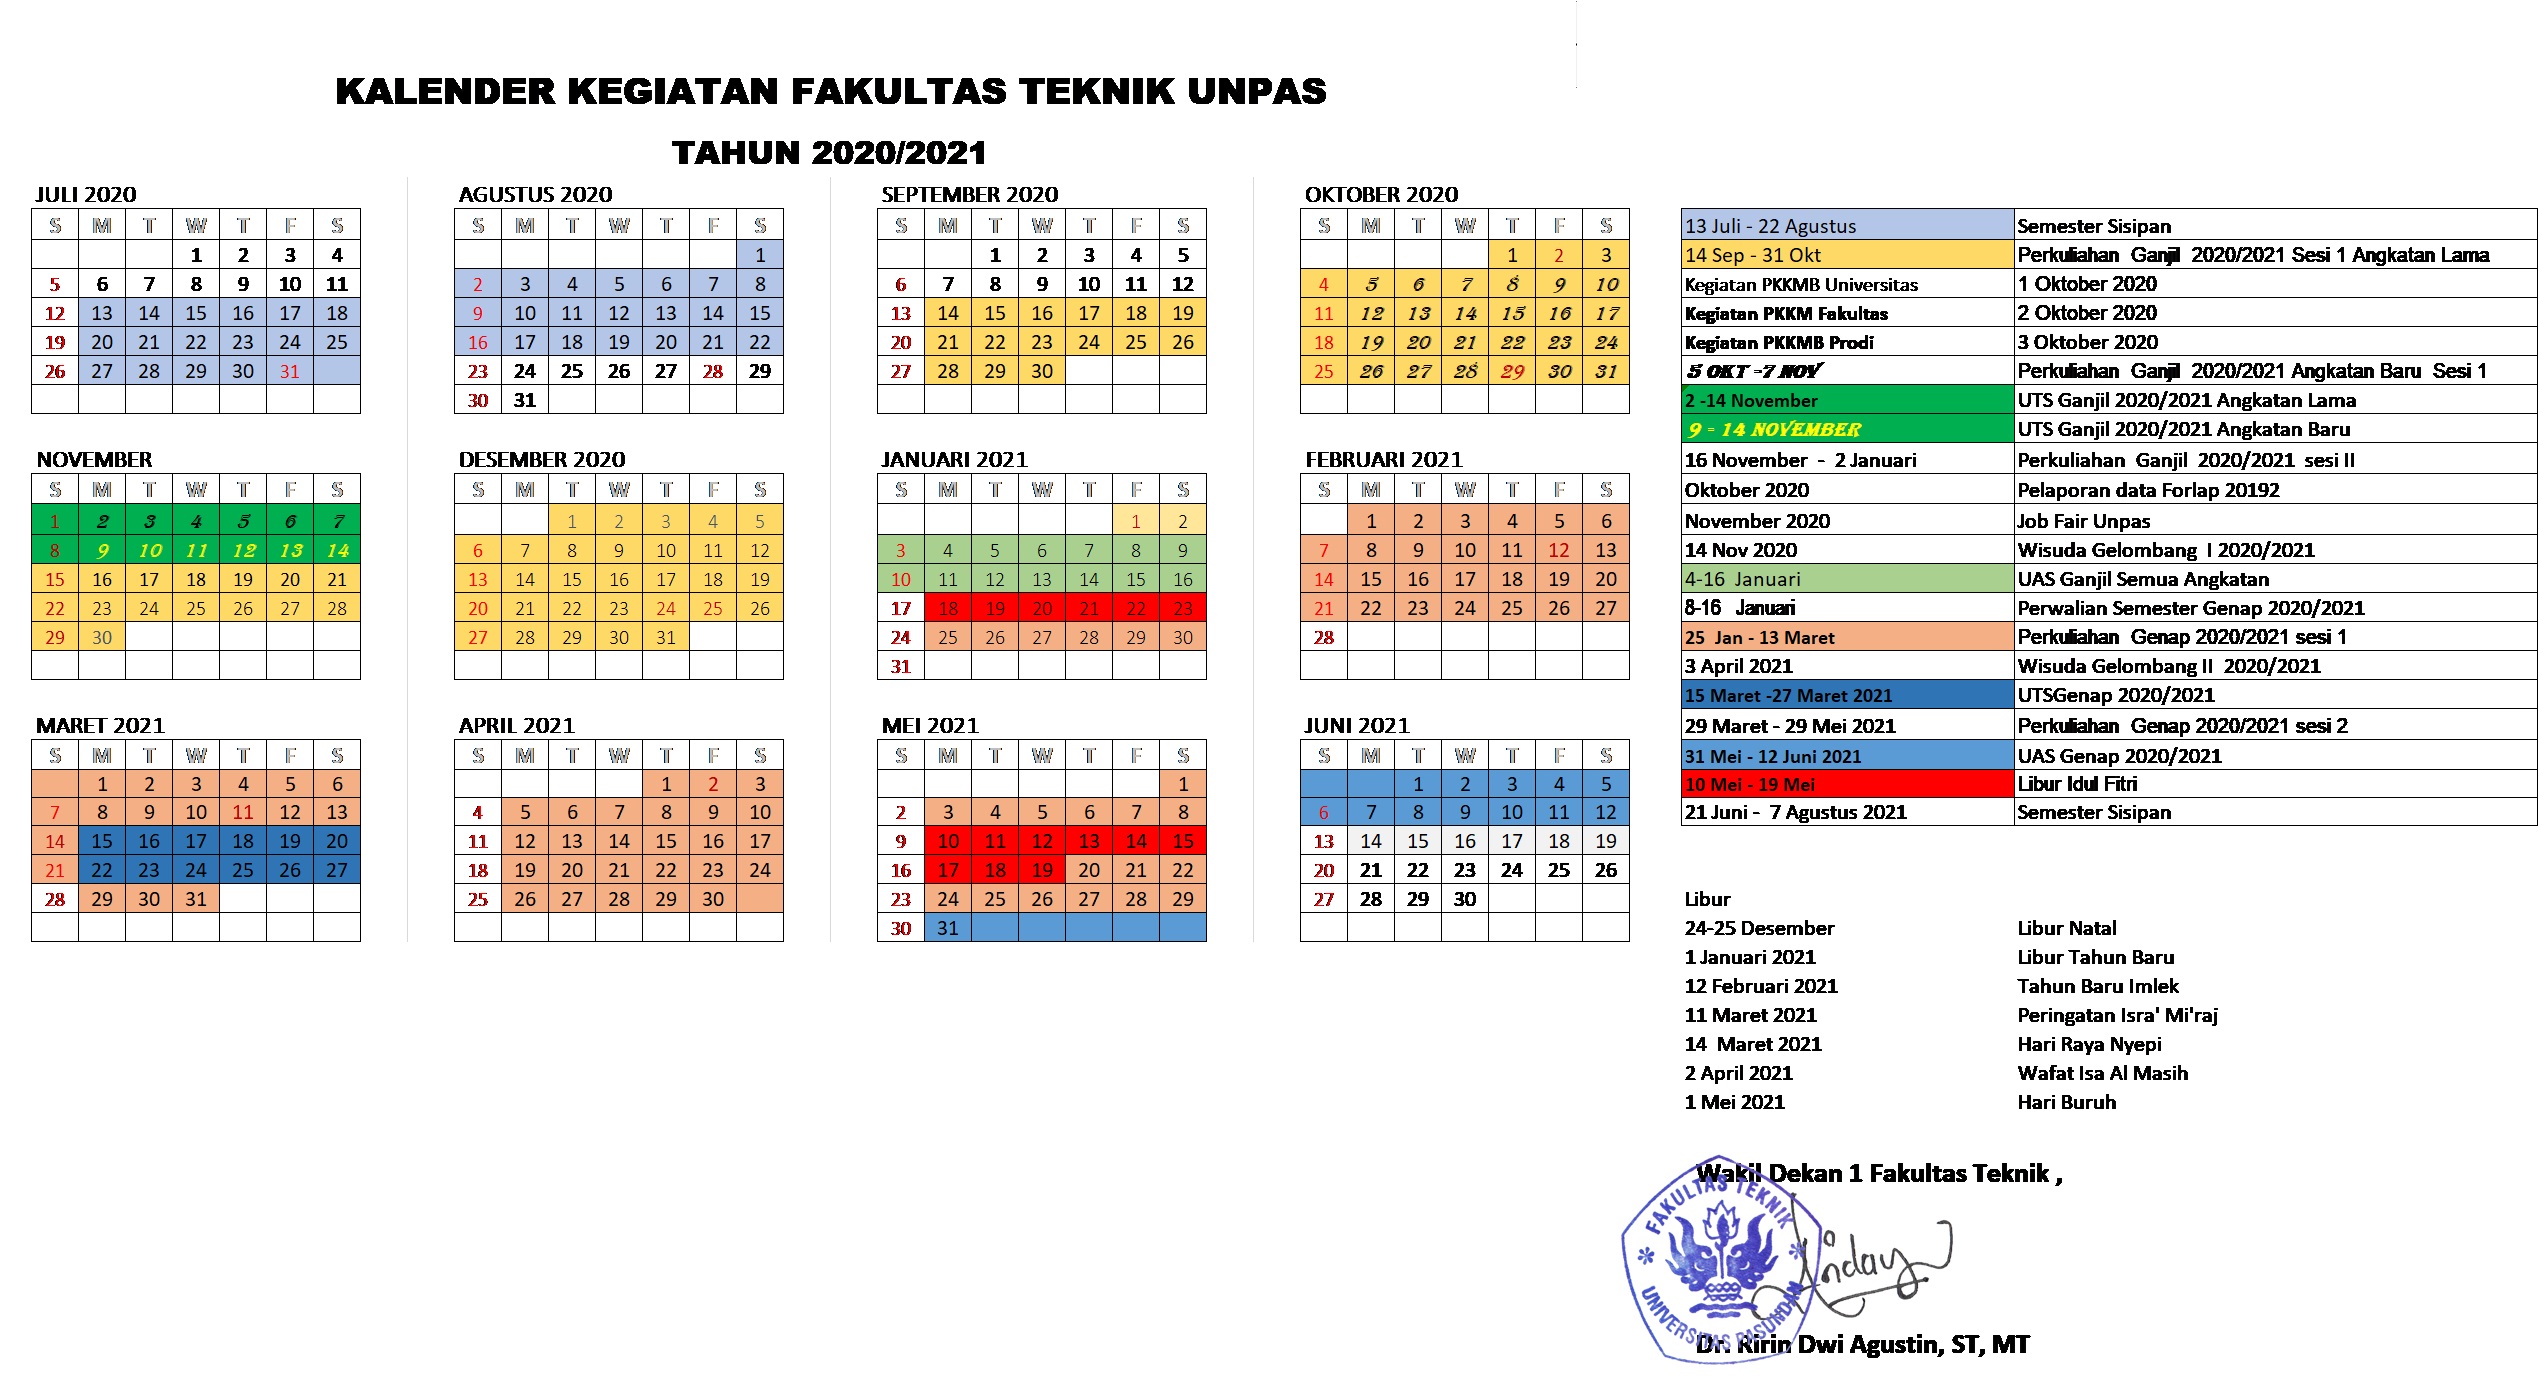 KALENDER KEGIATAN FAKULTAS TEKNIK UNPAS
TAHUN 2020/2021
JULI 2020
S M T W T F S
1 2 3 4
5 6 7 8 9 10 11
12 13 14 15 16 17 18
19 20 21 22 23 24 25
26 27 28 29 30 31
AGUSTUS 2020
S M T W T F S
1
2 3 4 5 6 7 8
9 10 11 12 13 14 15
16 17 18 19 20 21 22
23 24 25 26 27 28 29
30 31
SEPTEMBER 2020
S M T W T F S
1 2 3 4 5
6 7 8 9 10 11 12
13 14 15 16 17 18 19
20 21 22 23 24 25 26
27 28 29 30
OKTOBER 2020
S M T W T F S
1 2 3
4 5 6 7 8 9 10
11 12 13 14 15 16 17
18 19 20 21 22 23 24
25 26 27 28 29 30 31
NOVEMBER
S M T W T F S
1 2 3 4 5 6 7
8 9 10 11 12 13 14
15 16 17 18 19 20 21
22 23 24 25 26 27 28
29 30
DESEMBER 2020
S M T W T F S
1 2 3 4 5
6 7 8 9 10 11 12
13 14 15 16 17 18 19
20 21 22 23 24 25 26
27 28 29 30 31
JANUARI 2021
S M T W T F S
1 2
3 4 5 6 7 8 9
10 11 12 13 14 15 16
17 18 19 20 21 22 23
24 25 26 27 28 29 30
31
FEBRUARI 2021
S M T W T F S
1 2 3 4 5 6
7 8 9 10 11 12 13
14 15 16 17 18 19 20
21 22 23 24 25 26 27
28
MARET 2021
S M T W T F S
1 2 3 4 5 6
7 8 9 10 11 12 13
14 15 16 17 18 19 20
21 22 23 24 25 26 27
28 29 30 31
APRIL 2021
S M T W T F S
1 2 3
4 5 6 7 8 9 10
11 12 13 14 15 16 17
18 19 20 21 22 23 24
25 26 27 28 29 30
MEI 2021
S M T W T F S
1
2 3 4 5 6 7 8
9 10 11 12 13 14 15
16 17 18 19 20 21 22
23 24 25 26 27 28 29
30 31
JUNI 2021
S M T W T F S
1 2 3 4 5
6 7 8 9 10 11 12
13 14 15 16 17 18 19
20 21 22 23 24 25 26
27 28 29 30
13 Juli - 22 Agustus Semester Sisipan
14 Sep - 31 Okt Perkuliahan Ganjil 2020/2021 Sesi 1 Angkatan Lama
Kegiatan PKKMB Universitas 1 Oktober 2020
Kegiatan PKKM Fakultas 2 Oktober 2020
Kegiatan PKKMB Prodi 3 Oktober 2020
5 OKT -7 NOV Perkuliahan Ganjil 2020/2021 Angkatan Baru Sesi 1
2 -14 November UTS Ganjil 2020/2021 Angkatan Lama
9 - 14 NOVEMBER UTS Ganjil 2020/2021 Angkatan Baru
16 November - 2 Januari Perkuliahan Ganjil 2020/2021 sesi II
Oktober 2020 Pelaporan data Forlap 20192
November 2020 Job Fair Unpas
14 Nov 2020 Wisuda Gelombang I 2020/2021
4-16 Januari UAS Ganjil Semua Angkatan
8-16 Januari Perwalian Semester Genap 2020/2021
25 Jan - 13 Maret Perkuliahan Genap 2020/2021 sesi 1
3 April 2021 Wisuda Gelombang II 2020/2021
15 Maret -27 Maret 2021 UTSGenap 2020/2021
29 Maret - 29 Mei 2021 Perkuliahan Genap 2020/2021 sesi 2
31 Mei - 12 Juni 2021 UAS Genap 2020/2021
10 Mei - 19 Mei Libur Idul Fitri
21 Juni - 7 Agustus 2021 Semester Sisipan
Libur
24-25 Desember Libur Natal
1 Januari 2021 Libur Tahun Baru
12 Februari 2021 Tahun Baru Imlek
11 Maret 2021 Peringatan Isra' Mi'raj
14 Maret 2021 Hari Raya Nyepi
2 April 2021 Wafat Isa Al Masih
1 Mei 2021 Hari Buruh
Wakil Dekan 1 Fakultas Teknik ,
FAKULTAS TEKNIK
UNIVERSITAS PASUNDAN
Dr. Ririn Dwi Agustin, ST, MT